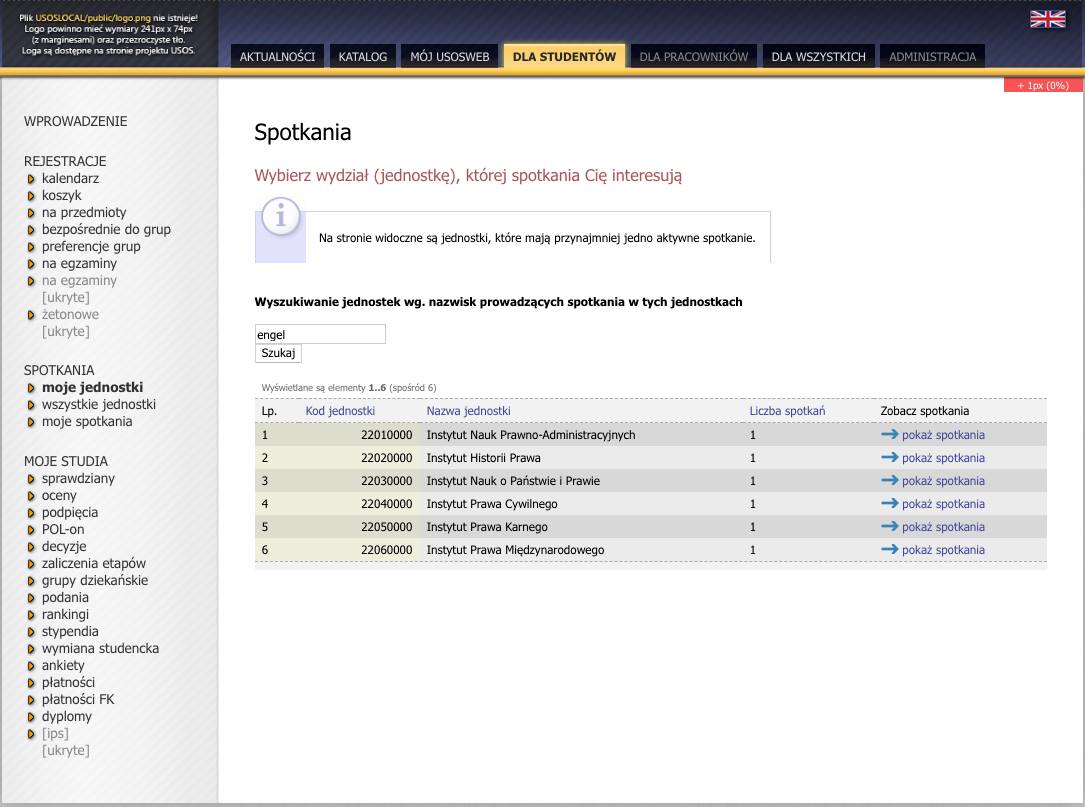 Plik USOSLOCAL/public/logo.png nie istnieje!
Logo powinno mieć wymiary 241px x 74px
(z marginesami) oraz przezroczyste tło.
Loga są dostępne na stronie projektu USOS.
AKTUALNOŚCI KATALOG MÓJ USOSWEB DLA STUDENTÓW DLA PRACOWNIKÓW DLA WSZYSTKICH ADMINISTRACJA
+ 1px (0%)
WPROWADZENIE
REJESTRACJE
kalendarz
koszyk
na przedmioty
bezpośrednie do grup
preferencje grup
na egzaminy
na egzaminy
[ukryte]
żetonowe
[ukryte]
SPOTKANIA
moje jednostki
wszystkie jednostki
moje spotkania
MOJE STUDIA
sprawdziany
oceny
podpięcia
POL-on
decyzje
zaliczenia etapów
grupy dziekańskie
podania
rankingi
stypendia
wymiana studencka
ankiety
płatności
płatności FK
dyplomy
[ips]
[ukryte]
Spotkania
Wybierz wydział (jednostkę), której spotkania Cię interesują
i
Na stronie widoczne są jednostki, które mają przynajmniej jedno aktywne spotkanie.
Wyszukiwanie jednostek wg. nazwisk prowadzących spotkania w tych jednostkach
engel
Szukaj
Wyświetlane są elementy 1..6 (spośród 6)
Lp. Kod jednostki Nazwa jednostki Liczba spotkań Zobacz spotkania
1 22010000 Instytut Nauk Prawno-Administracyjnych 1 pokaż spotkania
2 22020000 Instytut Historii Prawa 1 pokaż spotkania
3 22030000 Instytut Nauk o Państwie i Prawie 1 pokaż spotkania
4 22040000 Instytut Prawa Cywilnego 1 pokaż spotkania
5 22050000 Instytut Prawa Karnego 1 pokaż spotkania
6 22060000 Instytut Prawa Międzynarodowego 1 pokaż spotkania